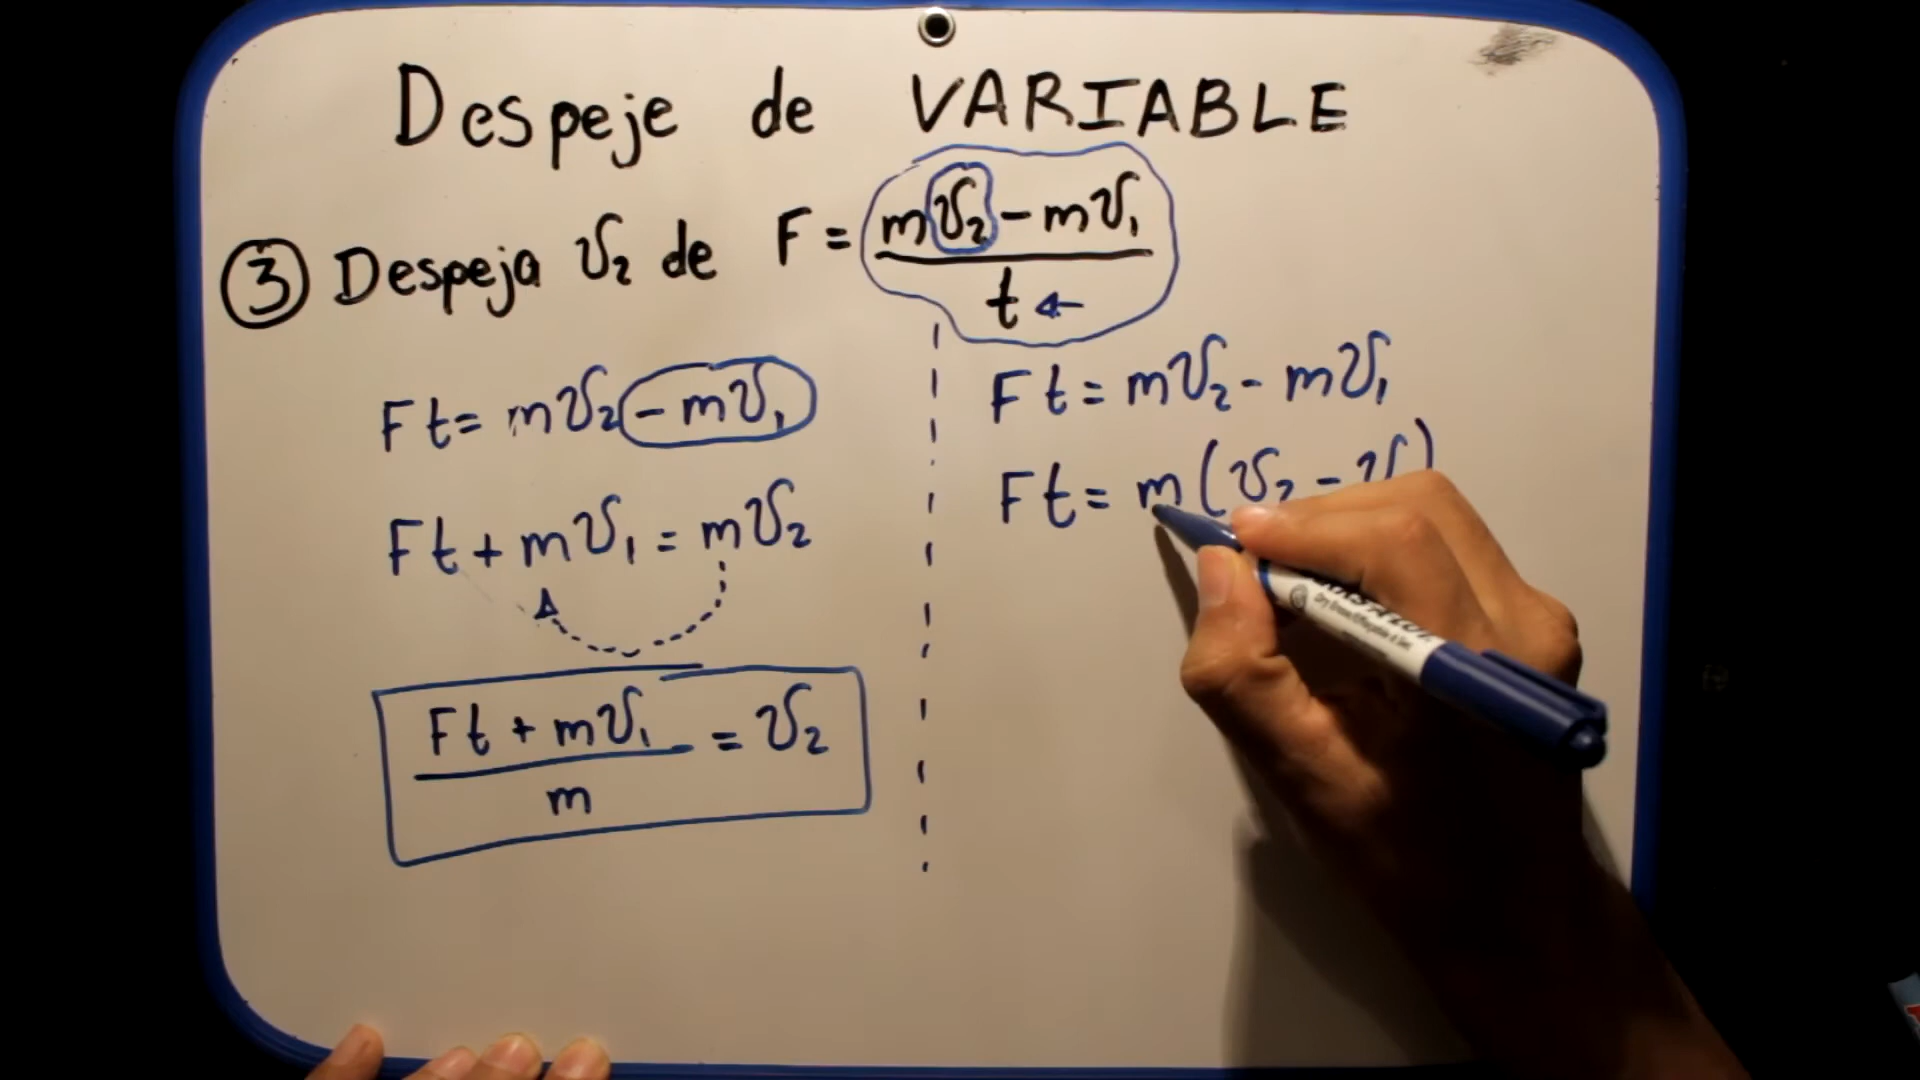 Despeje de VARIABLE
③ Despeja v₂ de F = (mv₂ - mv₁)/t ←
Ft = mv₂ - mv₁
Ft + mv₁ = mv₂
(Ft + mv₁)/m = v₂
Ft = mv₂ - mv₁
Ft = m(v₂ - v)